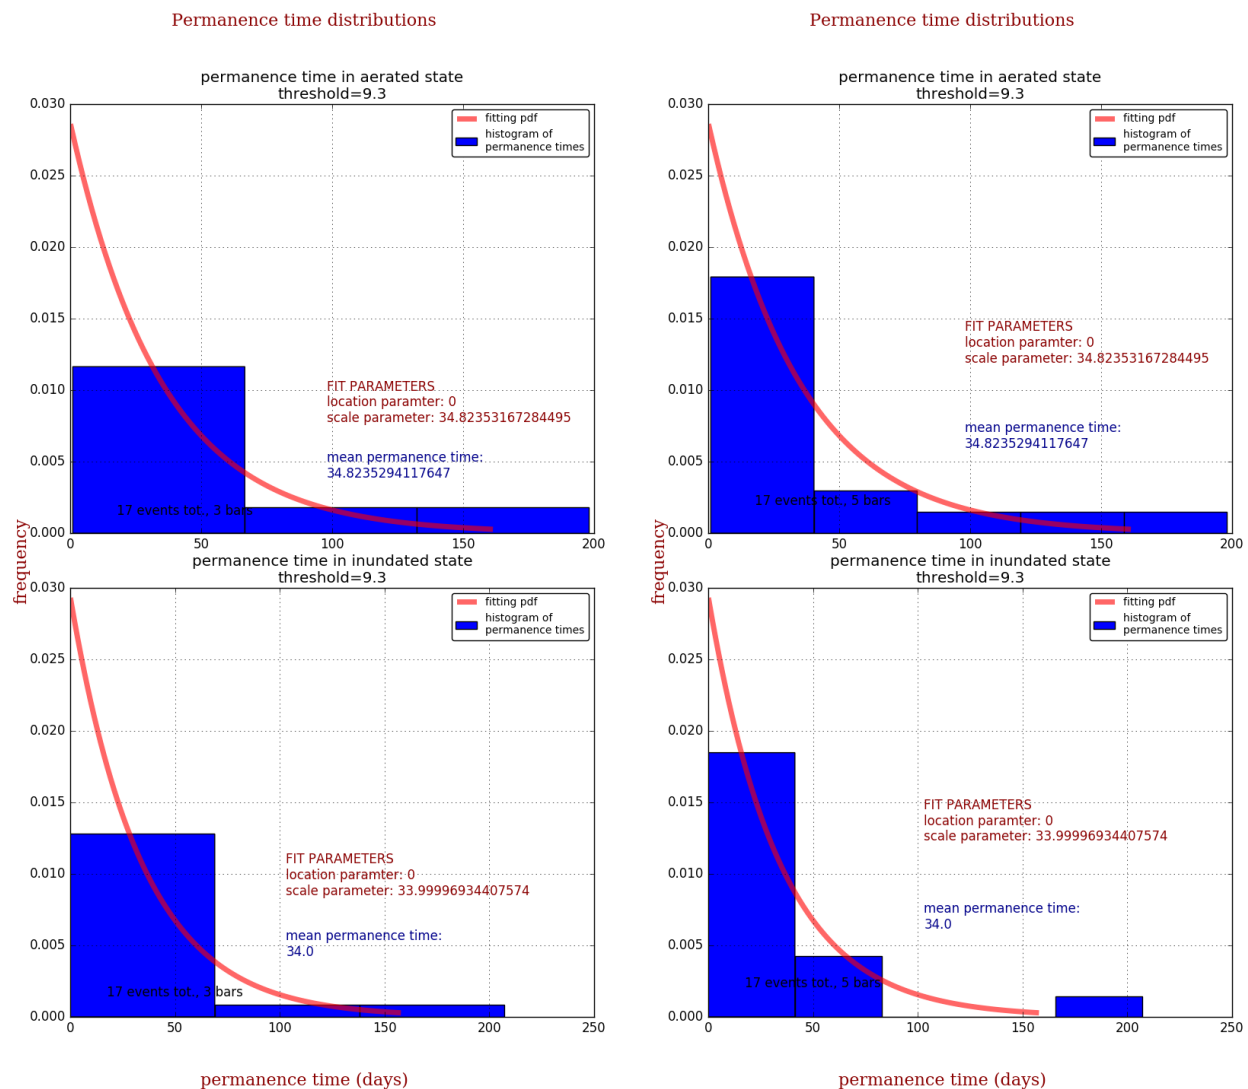 Permanence time distributions
Permanence time distributions
permanence time in aerated state
threshold=9.3
0.030
0.025
0.020
0.015
0.010
0.005
0.000
0
50
100
150
200
fitting pdf
histogram of
permanence times
FIT PARAMETERS
location paramter: 0
scale parameter: 34.82353167284495
mean permanence time:
34.8235294117647
17 events tot., 3 bars
permanence time in aerated state
threshold=9.3
0.030
0.025
0.020
0.015
0.010
0.005
0.000
0
50
100
150
200
fitting pdf
histogram of
permanence times
FIT PARAMETERS
location paramter: 0
scale parameter: 34.82353167284495
mean permanence time:
34.8235294117647
17 events tot., 5 bars
frequency
frequency
permanence time in inundated state
threshold=9.3
0.030
0.025
0.020
0.015
0.010
0.005
0.000
0
50
100
150
200
250
fitting pdf
histogram of
permanence times
FIT PARAMETERS
location paramter: 0
scale parameter: 33.99996934407574
mean permanence time:
34.0
17 events tot., 3 bars
permanence time in inundated state
threshold=9.3
0.030
0.025
0.020
0.015
0.010
0.005
0.000
0
50
100
150
200
250
fitting pdf
histogram of
permanence times
FIT PARAMETERS
location paramter: 0
scale parameter: 33.99996934407574
mean permanence time:
34.0
17 events tot., 5 bars
permanence time (days)
permanence time (days)